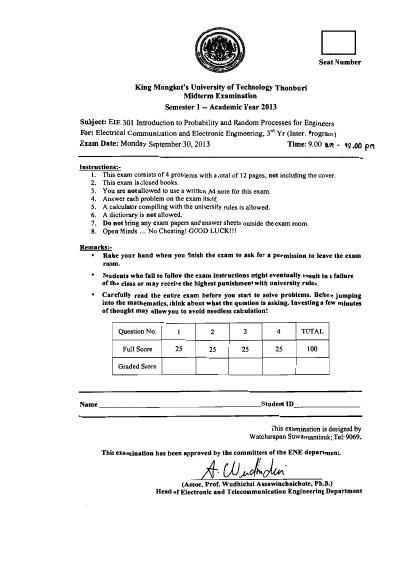 Seat Number
King Mongkut's University of Technology Thonburi
Midterm Examination
Semester 1 -- Academic Year 2013
Subject: EIE 301 Introduction to Probability and Random Processes for Engineers
For: Electrical Communication and Electronic Engineering, 3rd Yr (Inter. Program)
Exam Date: Monday September 30, 2013 Time: 9.00 am - 12.00 pm
Instructions:-
1. This exam consists of 4 problems with a total of 12 pages, not including the cover.
2. This exam is closed books.
3. You are not allowed to use a written A4 note for this exam.
4. Answer each problem on the exam itself.
5. A calculator compiling with the university rules is allowed.
6. A dictionary is not allowed.
7. Do not bring any exam papers and answer sheets outside the exam room.
8. Open Minds … No Cheating! GOOD LUCK!!!
Remarks:-
• Raise your hand when you finish the exam to ask for a permission to leave the exam
room.
• Students who fail to follow the exam instructions might eventually result in a failure
of the class or may receive the highest punishment with university rules.
• Carefully read the entire exam before you start to solve problems. Before jumping
into the mathematics, think about what the question is asking. Investing a few minutes
of thought may allow you to avoid needless calculation!
Question No. 1 2 3 4 TOTAL
Full Score 25 25 25 25 100
Graded Score
Name Student ID
This examination is designed by
Watcharapan Suwansantisuk; Tel:9069.
This examination has been approved by the committees of the ENE department.
(Assoc. Prof. Wudhichai Assawinchaichote, Ph.D.)
Head of Electronic and Telecommunication Engineering Department